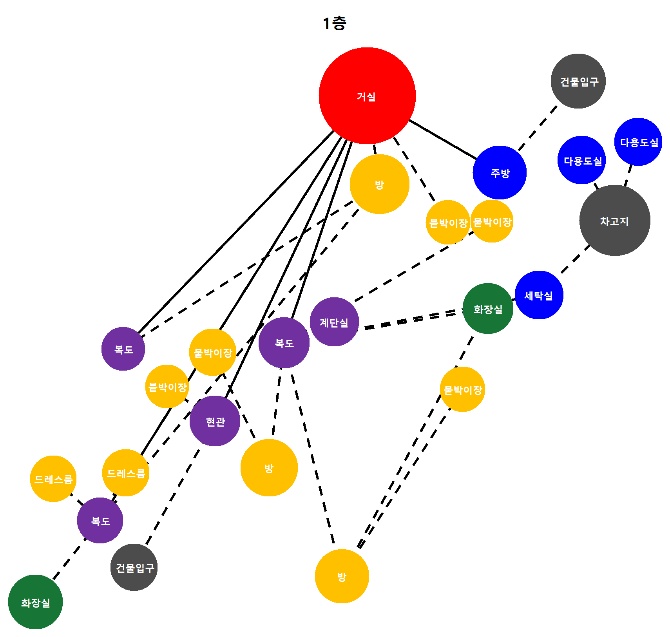 1층
거실
건물입구
다용도실
다용도실
주방
방
차고지
붙박이장
붙박이장
세탁실
화장실
계단실
복도
복도
붙박이장
붙박이장
붙박이장
현관
방
드레스룸
드레스룸
복도
건물입구
방
화장실